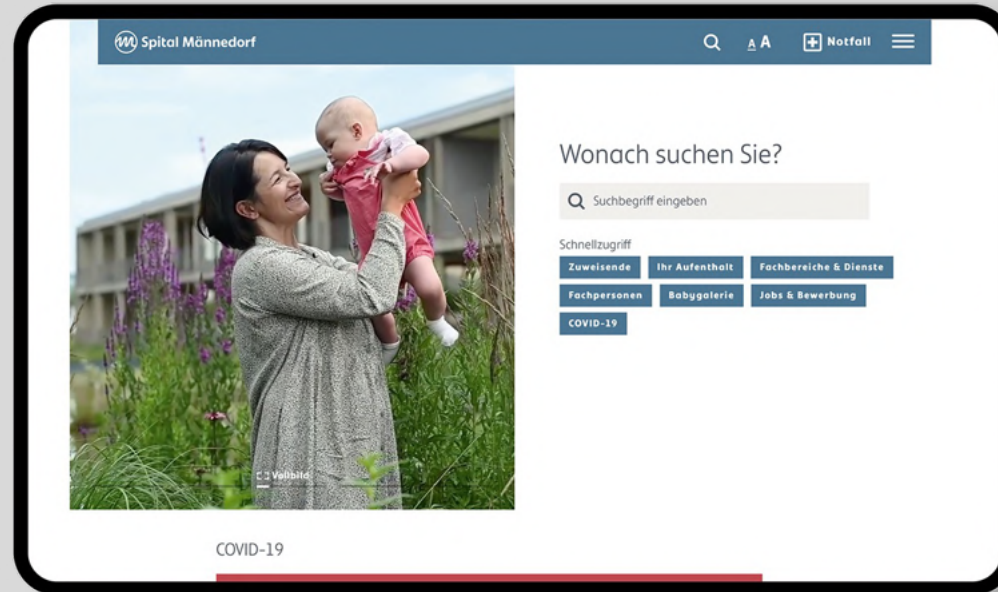 Spital Männedorf
A A
Notfall
Wonach suchen Sie?
Suchbegriff eingeben
Schnellzugriff
Zuweisende Ihr Aufenthalt Fachbereiche & Dienste
Fachpersonen Babygalerie Jobs & Bewerbung
COVID-19
Vollbild
COVID-19